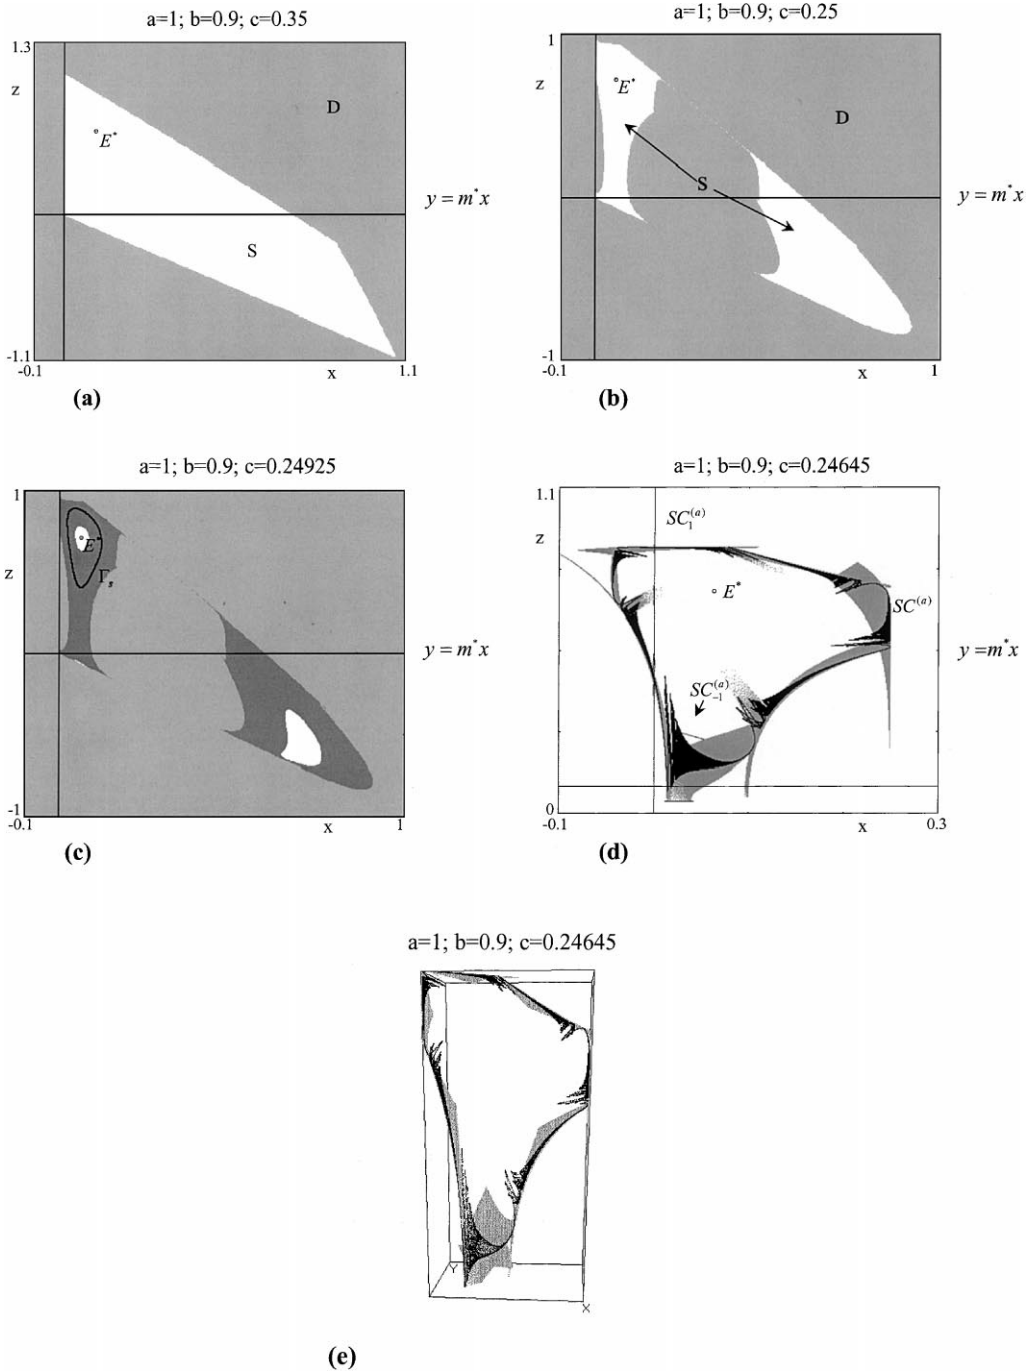 a=1; b=0.9; c=0.35
1.3
z
E*
D
y = m*x
S
-1.1
-0.1
x
1.1
(a)
a=1; b=0.9; c=0.25
1
z
E*
D
S
y = m*x
-1
-0.1
x
1
(b)
a=1; b=0.9; c=0.24925
1
E*
Γs
z
y = m*x
-1
-0.1
x
1
(c)
a=1; b=0.9; c=0.24645
1.1
SC1(a)
z
E*
SC(a)
y = m*x
SC-1(a)
0
-0.1
x
0.3
(d)
a=1; b=0.9; c=0.24645
Y
X
(e)